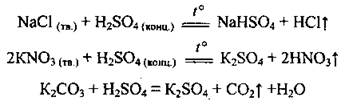 NaCl (тв.) + H₂SO₄ (конц.) ═ t° NaHSO₄ + HCl↑
2KNO₃ (тв.) + H₂SO₄ (конц.) ═ t° K₂SO₄ + 2HNO₃↑
K₂CO₃ + H₂SO₄ = K₂SO₄ + CO₂↑ + H₂O